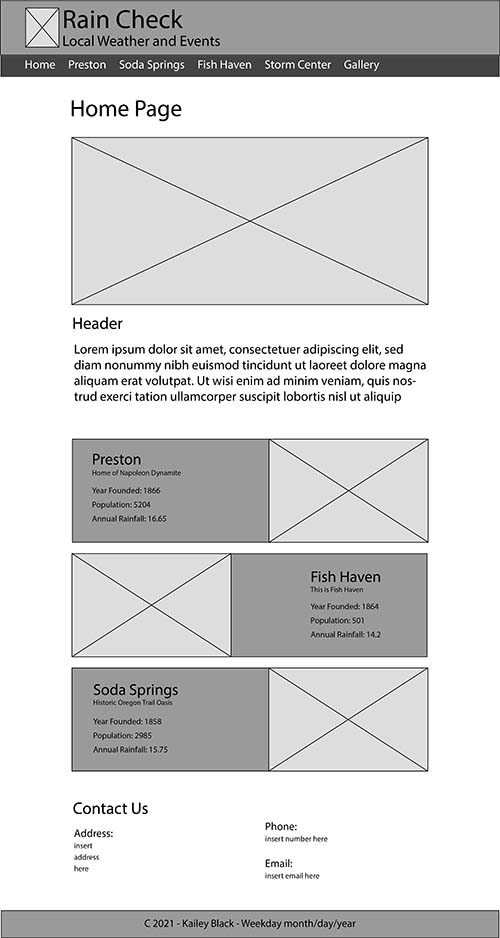 Rain Check
Local Weather and Events
Home Preston Soda Springs Fish Haven Storm Center Gallery
Home Page
Header
Lorem ipsum dolor sit amet, consectetuer adipiscing elit, sed
diam nonummy nibh euismod tincidunt ut laoreet dolore magna
aliquam erat volutpat. Ut wisi enim ad minim veniam, quis nos-
trud exerci tation ullamcorper suscipit lobortis nisl ut aliquip
Preston
Home of Napoleon Dynamite
Year Founded: 1866
Population: 5204
Annual Rainfall: 16.65
Fish Haven
This is Fish Haven
Year Founded: 1864
Population: 501
Annual Rainfall: 14.2
Soda Springs
Historic Oregon Trail Oasis
Year Founded: 1858
Population: 2985
Annual Rainfall: 15.75
Contact Us
Address:
insert
address
here
Phone:
insert number here
Email:
insert email here
C 2021 - Kailey Black - Weekday month/day/year